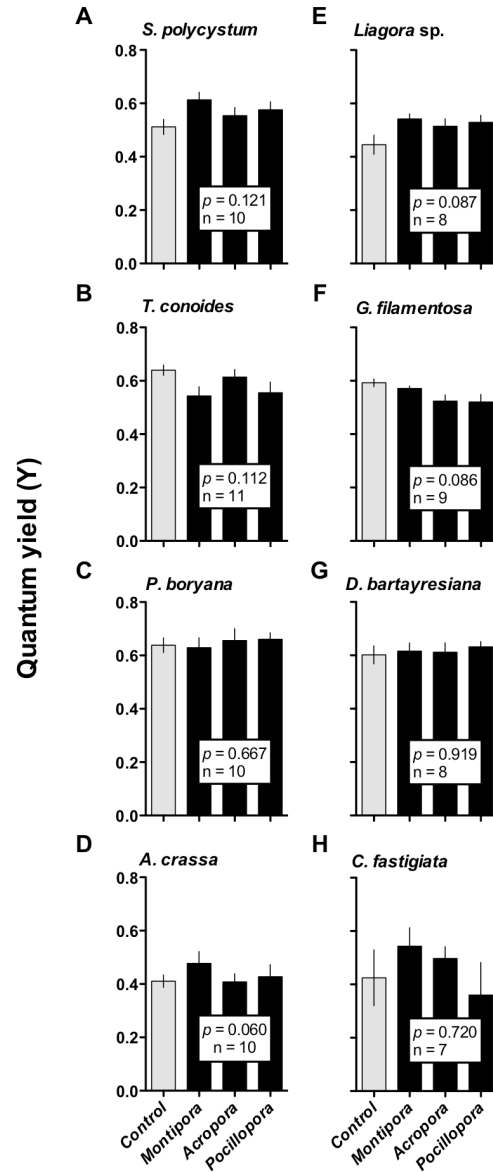 Quantum yield (Y)
A
S. polycystum
0.8
0.6
0.4
0.2
0.0
p = 0.121
n = 10
B
T. conoides
0.8
0.6
0.4
0.2
0.0
p = 0.112
n = 11
C
P. boryana
0.8
0.6
0.4
0.2
0.0
p = 0.667
n = 10
D
A. crassa
0.8
0.6
0.4
0.2
0.0
p = 0.060
n = 10
Control
Montipora
Acropora
Pocillopora
E
Liagora sp.
p = 0.087
n = 8
F
G. filamentosa
p = 0.086
n = 9
G
D. bartayresiana
p = 0.919
n = 8
H
C. fastigiata
p = 0.720
n = 7
Control
Montipora
Acropora
Pocillopora